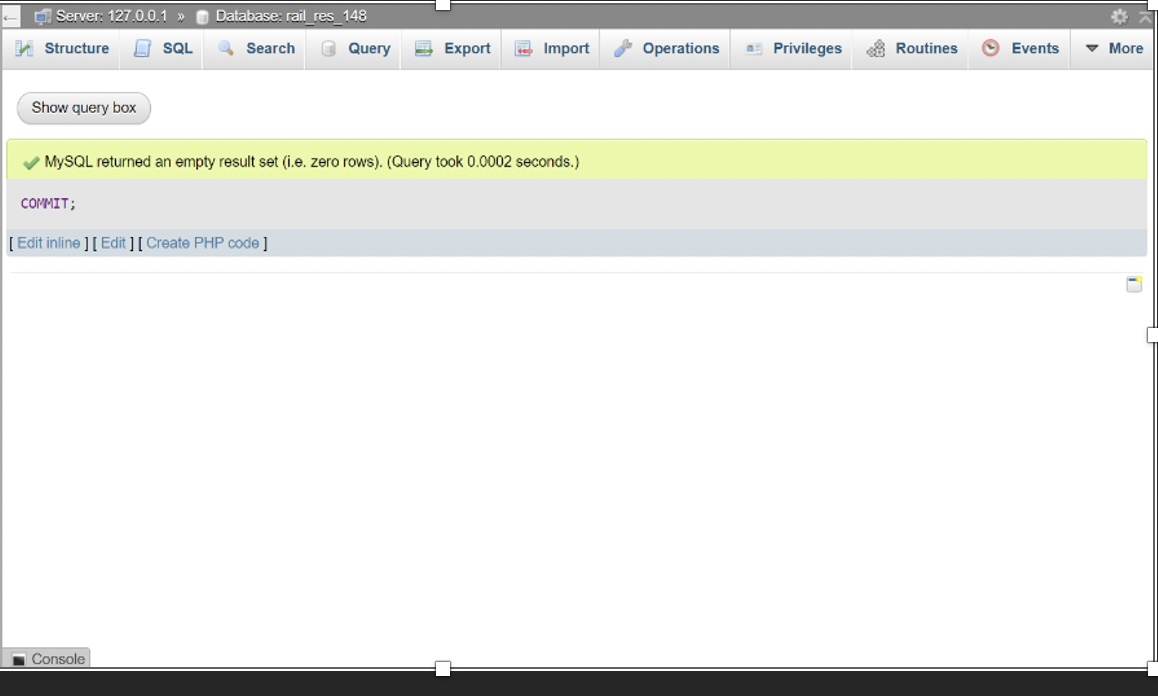 Server: 127.0.0.1 » Database: rail_res_148
Structure SQL Search Query Export Import Operations Privileges Routines Events More
Show query box
MySQL returned an empty result set (i.e. zero rows). (Query took 0.0002 seconds.)
COMMIT;
[ Edit inline ] [ Edit ] [ Create PHP code ]
Console